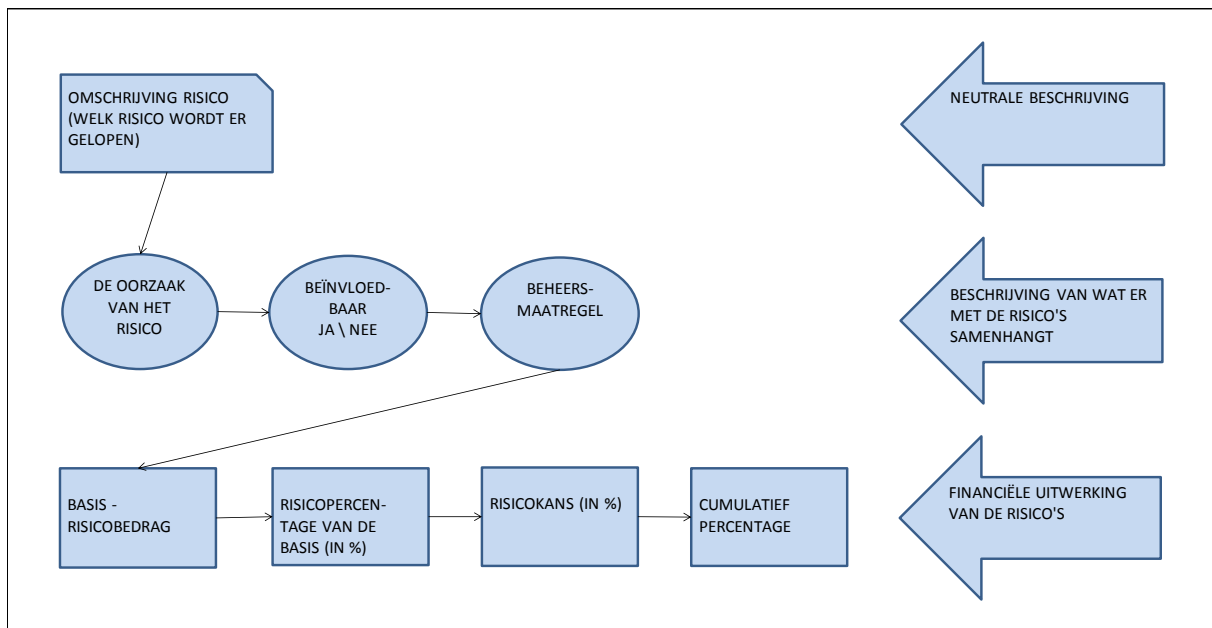 OMSCHRIJVING RISICO
(WELK RISICO WORDT ER
GELOPEN)
NEUTRALE BESCHRIJVING
DE OORZAAK
VAN HET
RISICO
BEÏNVLOED-
BAAR
JA \ NEE
BEHEERS-
MAATREGEL
BESCHRIJVING VAN WAT ER
MET DE RISICO'S
SAMENHANGT
BASIS -
RISICOBEDRAG
RISICOPERCEN-
TAGE VAN DE
BASIS (IN %)
RISICOKANS (IN %)
CUMULATIEF
PERCENTAGE
FINANCIËLE UITWERKING
VAN DE RISICO'S